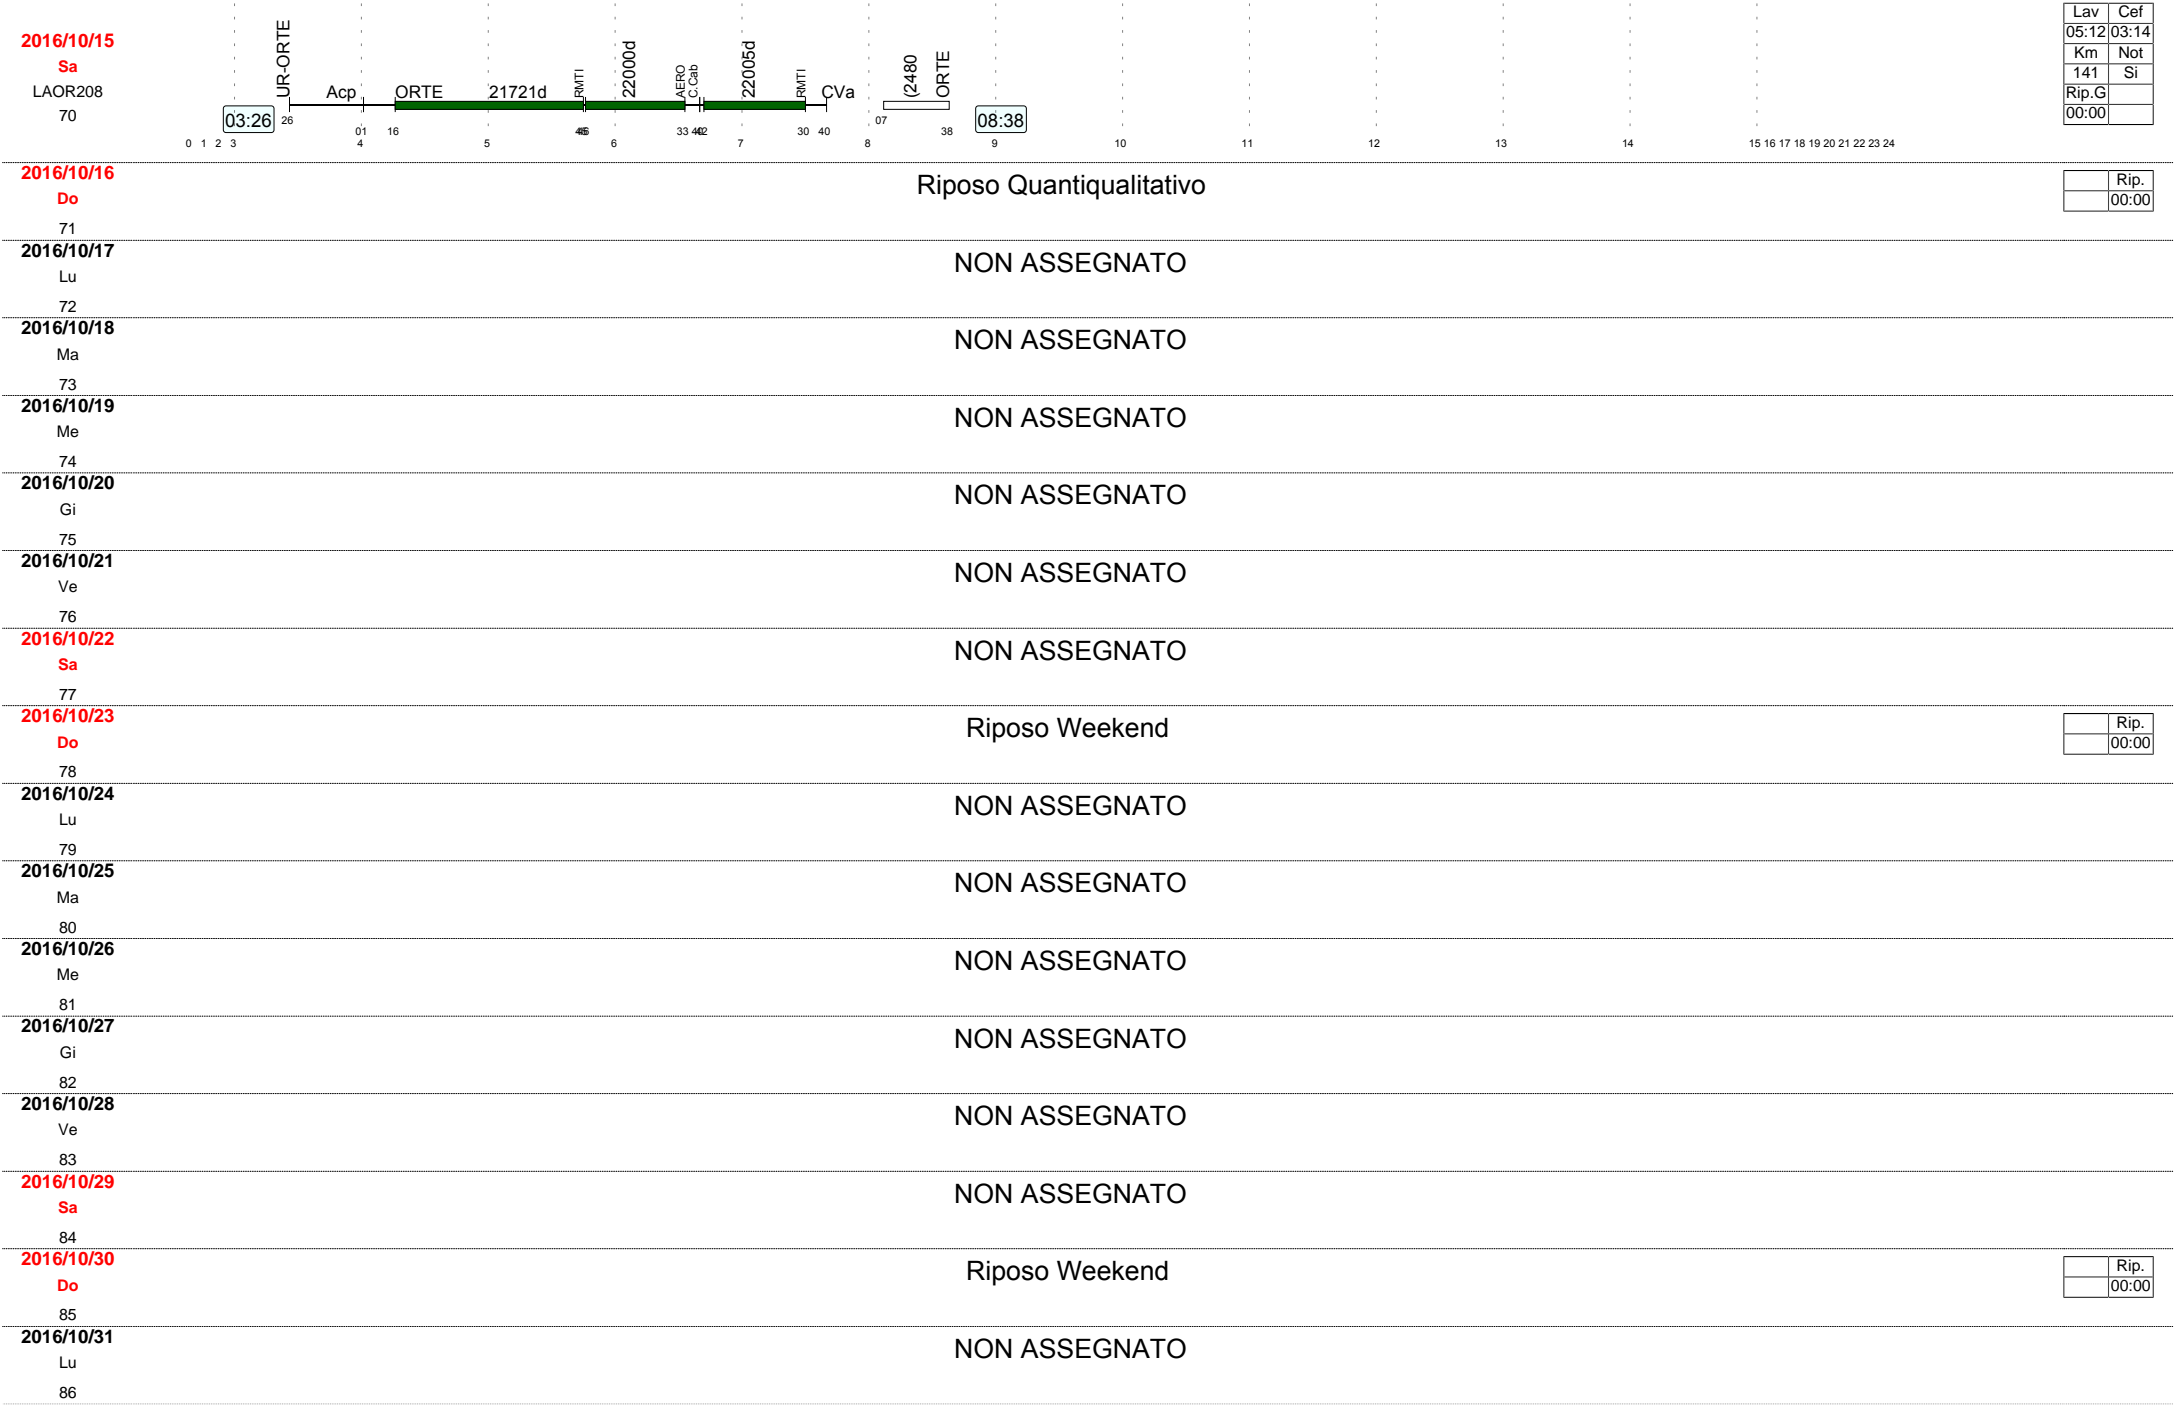 2016/10/15
Sa
LAOR208
70
03:26
UR-ORTE
26
Acp
01
16
ORTE
21721d
RMTI
22000d
AERO
C.Cab
33
42
22005d
RMTI
30
40
CVa
07
(2480
ORTE
38
08:38
Lav Cef
05:12 03:14
Km Not
141 Si
Rip.G
00:00
0 1 2 3 4 5 6 7 8 9 10 11 12 13 14 15 16 17 18 19 20 21 22 23 24
2016/10/16
Do
71
Riposo Quantiqualitativo
Rip.
00:00
2016/10/17
Lu
72
NON ASSEGNATO
2016/10/18
Ma
73
NON ASSEGNATO
2016/10/19
Me
74
NON ASSEGNATO
2016/10/20
Gi
75
NON ASSEGNATO
2016/10/21
Ve
76
NON ASSEGNATO
2016/10/22
Sa
77
NON ASSEGNATO
2016/10/23
Do
78
Riposo Weekend
Rip.
00:00
2016/10/24
Lu
79
NON ASSEGNATO
2016/10/25
Ma
80
NON ASSEGNATO
2016/10/26
Me
81
NON ASSEGNATO
2016/10/27
Gi
82
NON ASSEGNATO
2016/10/28
Ve
83
NON ASSEGNATO
2016/10/29
Sa
84
NON ASSEGNATO
2016/10/30
Do
85
Riposo Weekend
Rip.
00:00
2016/10/31
Lu
86
NON ASSEGNATO